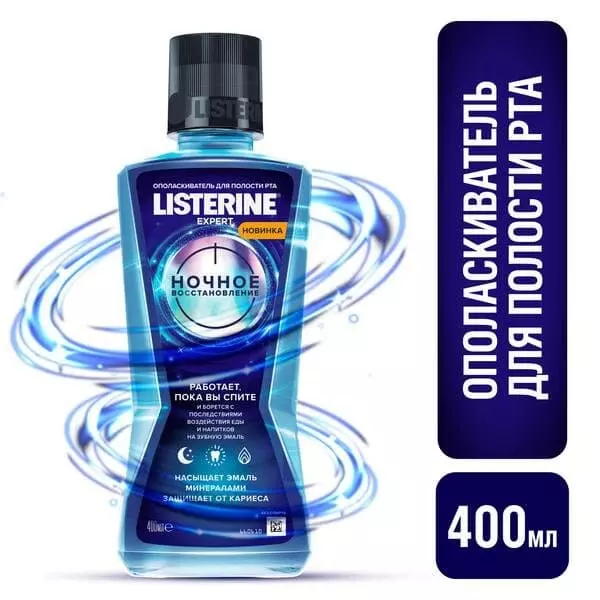 LISTERINE
ОПОЛАСКИВАТЕЛЬ ДЛЯ ПОЛОСТИ РТА
LISTERINE
EXPERT
НОВИНКА
НОЧНОЕ
ВОССТАНОВЛЕНИЕ
РАБОТАЕТ,
ПОКА ВЫ СПИТЕ
И БОРЕТСЯ С
ПОСЛЕДСТВИЯМИ
ВОЗДЕЙСТВИЯ ЕДЫ
И НАПИТКОВ
НА ЗУБНУЮ ЭМАЛЬ
НАСЫЩАЕТ ЭМАЛЬ
МИНЕРАЛАМИ
ЗАЩИЩАЕТ ОТ КАРИЕСА
400мл℮
ОПОЛАСКИВАТЕЛЬ
ДЛЯ ПОЛОСТИ РТА
400мл